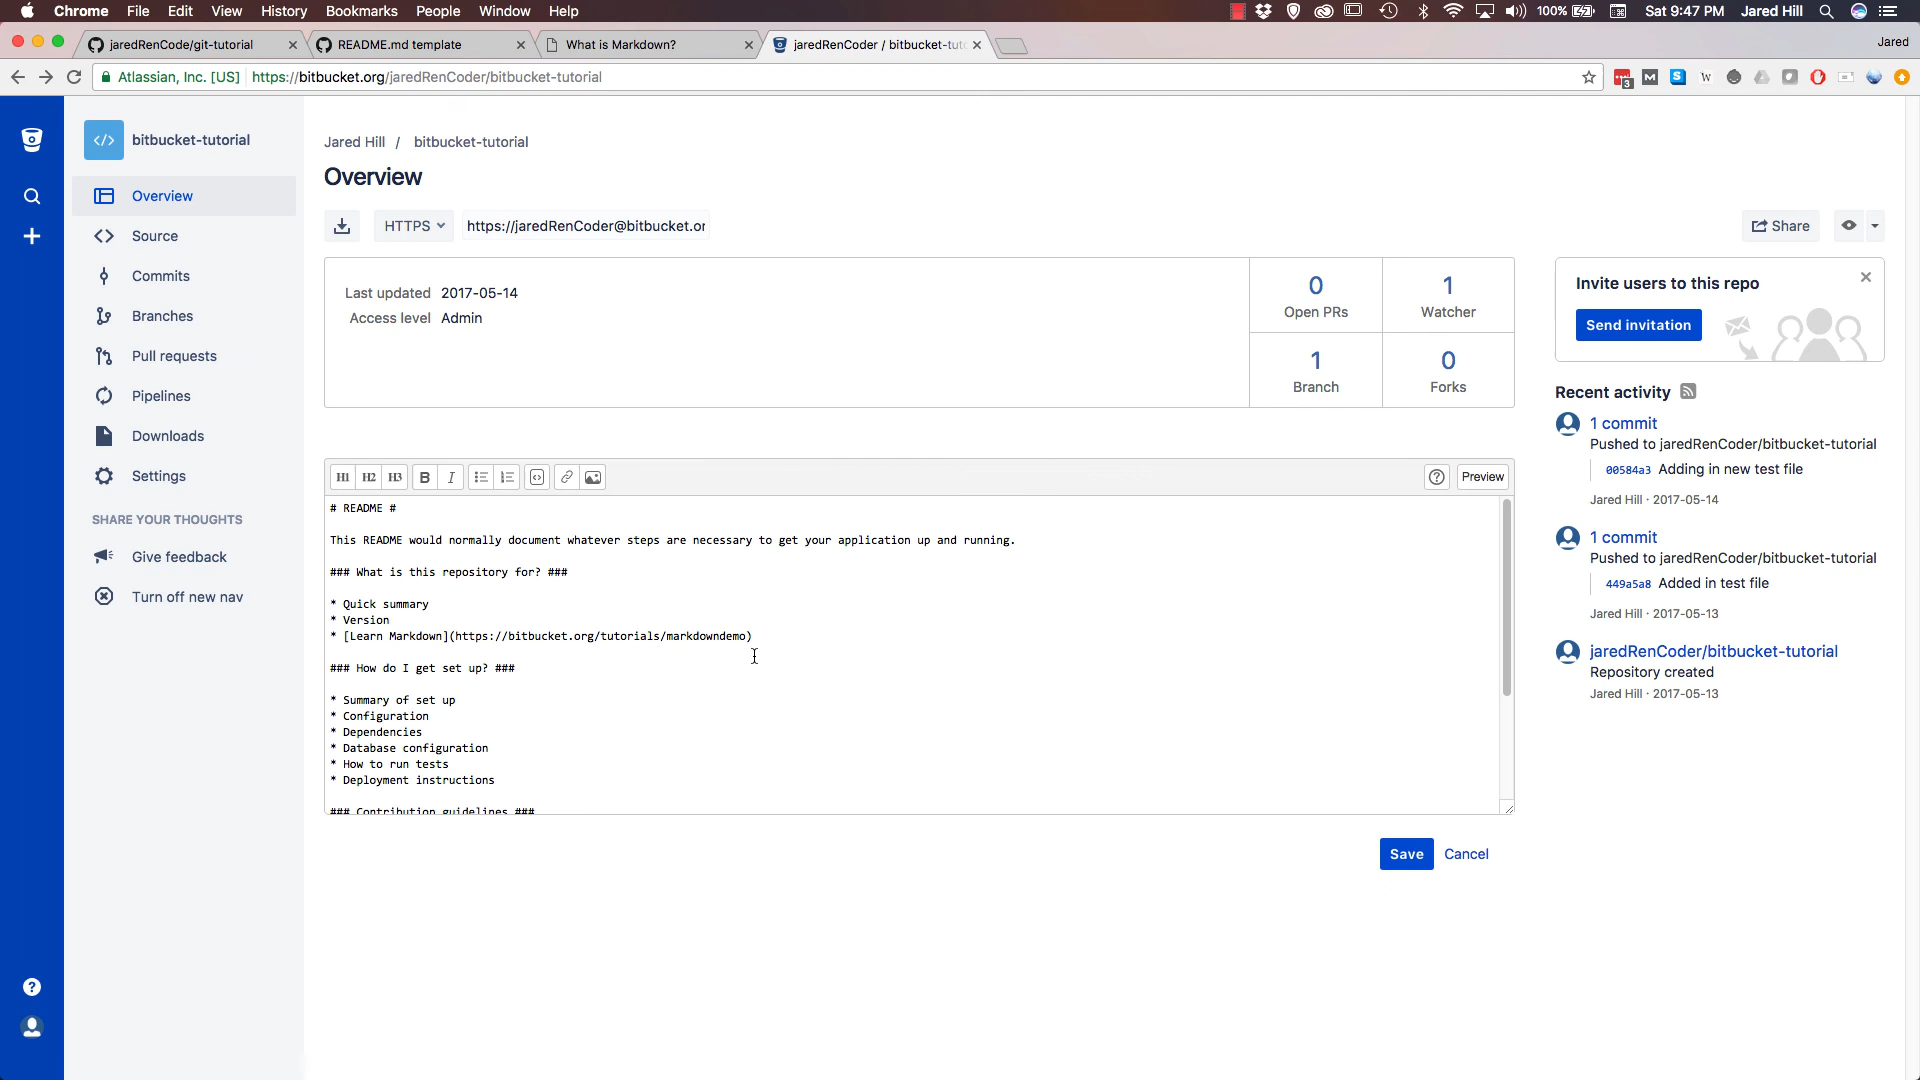 Chrome File Edit View History Bookmarks People Window Help 100% Sat 9:47 PM Jared Hill
jaredRenCode/git-tutorial README.md template What is Markdown? jaredRenCoder / bitbucket-tuto Jared
Atlassian, Inc. [US] https://bitbucket.org/jaredRenCoder/bitbucket-tutorial
bitbucket-tutorial
Overview
Source
Commits
Branches
Pull requests
Pipelines
Downloads
Settings
SHARE YOUR THOUGHTS
Give feedback
Turn off new nav
Jared Hill / bitbucket-tutorial
Overview
HTTPS https://jaredRenCoder@bitbucket.or
Share
Last updated 2017-05-14
Access level Admin
0
Open PRs
1
Watcher
1
Branch
0
Forks
H1 H2 H3 B I Preview
# README #
This README would normally document whatever steps are necessary to get your application up and running.
### What is this repository for? ###
* Quick summary
* Version
* [Learn Markdown](https://bitbucket.org/tutorials/markdowndemo)
### How do I get set up? ###
* Summary of set up
* Configuration
* Dependencies
* Database configuration
* How to run tests
* Deployment instructions
### Contribution guidelines ###
Save Cancel
Invite users to this repo
Send invitation
Recent activity
1 commit
Pushed to jaredRenCoder/bitbucket-tutorial
00584a3 Adding in new test file
Jared Hill · 2017-05-14
1 commit
Pushed to jaredRenCoder/bitbucket-tutorial
449a5a8 Added in test file
Jared Hill · 2017-05-13
jaredRenCoder/bitbucket-tutorial
Repository created
Jared Hill · 2017-05-13